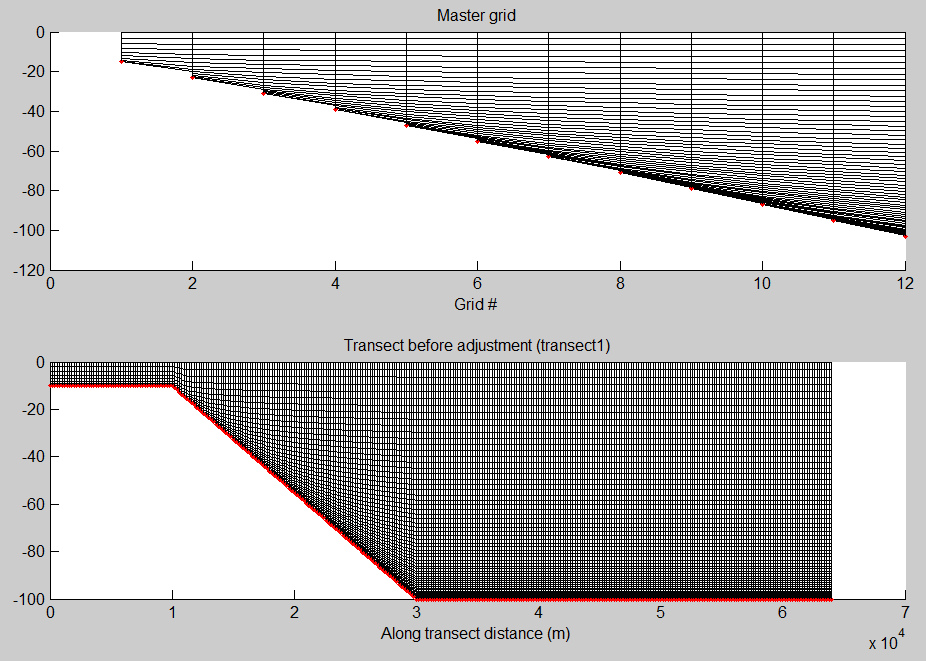 Master grid
0
-20
-40
-60
-80
-100
-120
0 2 4 6 8 10 12
Grid #
Transect before adjustment (transect1)
0
-20
-40
-60
-80
-100
0 1 2 3 4 5 6 7
Along transect distance (m)
x 10^4